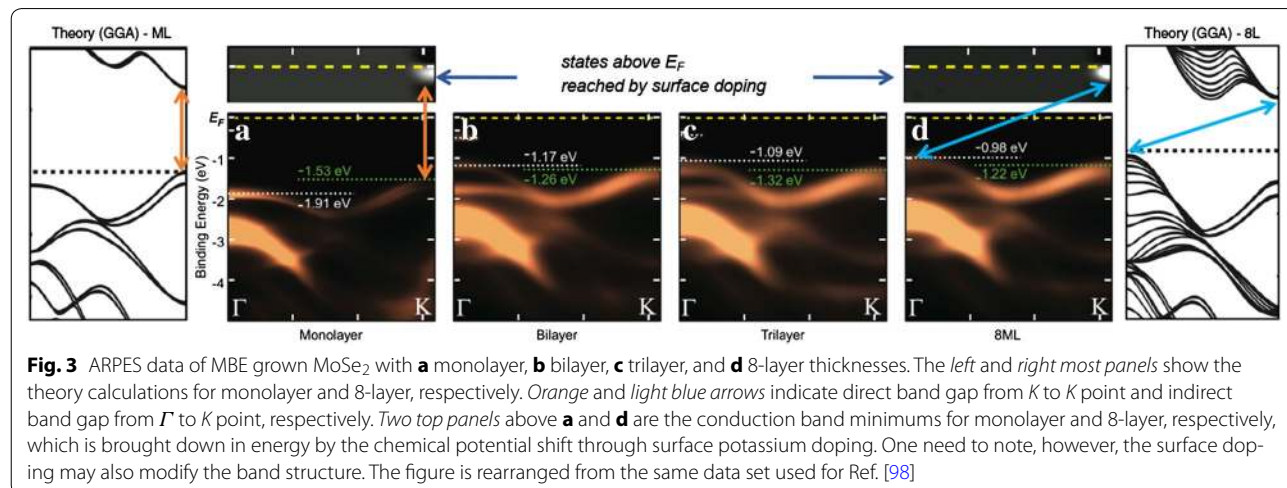 Theory (GGA) - ML
Theory (GGA) - 8L
states above E_F
reached by surface doping
E_F
a
b
c
d
-1.17 eV
-1.09 eV
-0.98 eV
-1.53 eV
-1.26 eV
-1.32 eV
-1.22 eV
-1.91 eV
Binding Energy (eV)
-1
-2
-3
-4
Γ K
Γ K
Γ K
Γ K
Monolayer
Bilayer
Trilayer
8ML
Fig. 3 ARPES data of MBE grown MoSe₂ with a monolayer, b bilayer, c trilayer, and d 8-layer thicknesses. The left and right most panels show the
theory calculations for monolayer and 8-layer, respectively. Orange and light blue arrows indicate direct band gap from K to K point and indirect
band gap from Γ to K point, respectively. Two top panels above a and d are the conduction band minimums for monolayer and 8-layer, respectively,
which is brought down in energy by the chemical potential shift through surface potassium doping. One need to note, however, the surface dop-
ing may also modify the band structure. The figure is rearranged from the same data set used for Ref. [98]